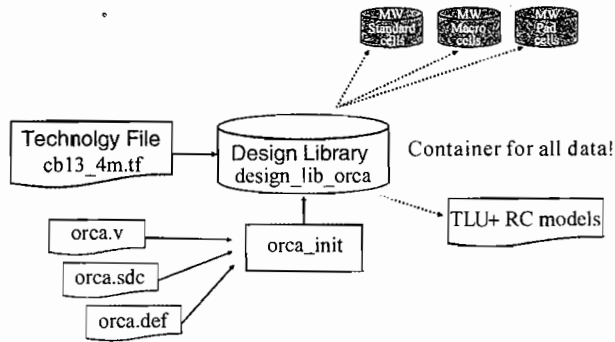 MW
Standard
cells
MW
Macro
cells
MW
Pad
cells
Technolgy File
cb13_4m.tf
Design Library
design_lib_orca
Container for all data!
TLU+ RC models
orca.v
orca.sdc
orca.def
orca_init